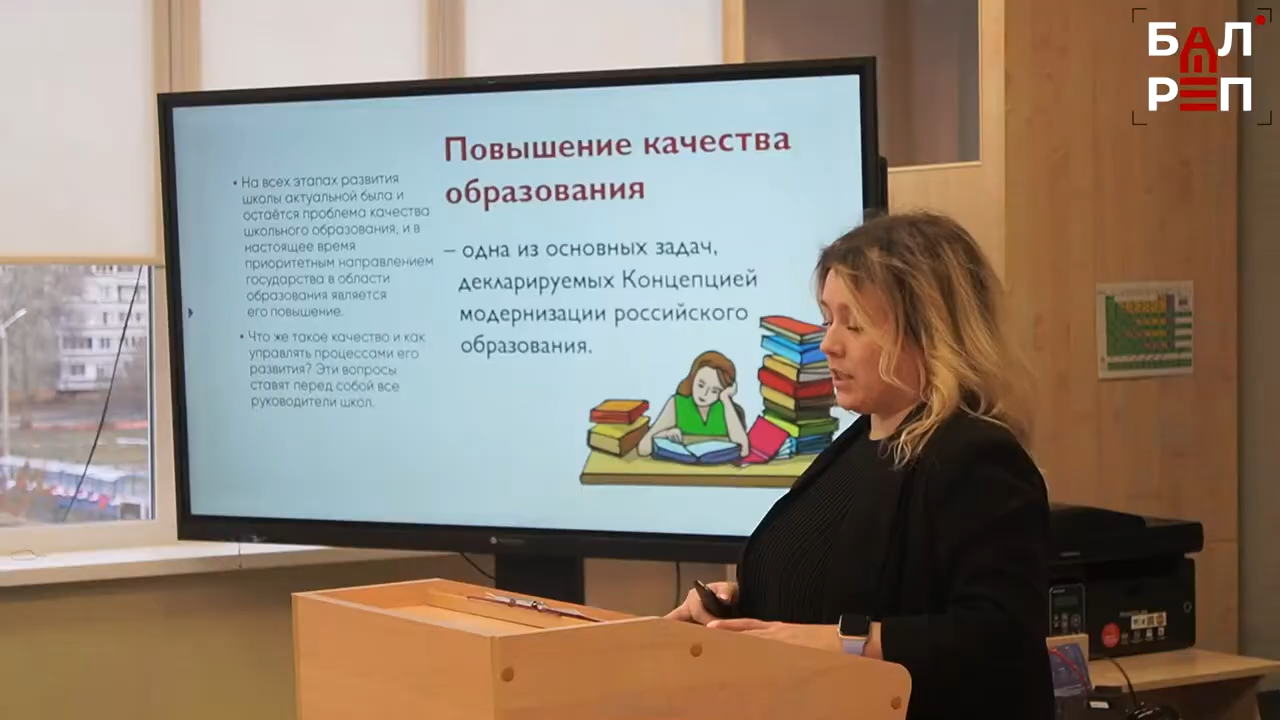 БАЛ
РЕП
Повышение качества
образования
– одна из основных задач,
декларируемых Концепцией
модернизации российского
образования.
• На всех этапах развития
школы актуальной была и
остаётся проблема качества
школьного образования, и в
настоящее время
приоритетным направлением
государства в области
образования является
его повышение.
• Что же такое качество и как
управлять процессами его
развития? Эти вопросы
ставят перед собой все
руководители школ.